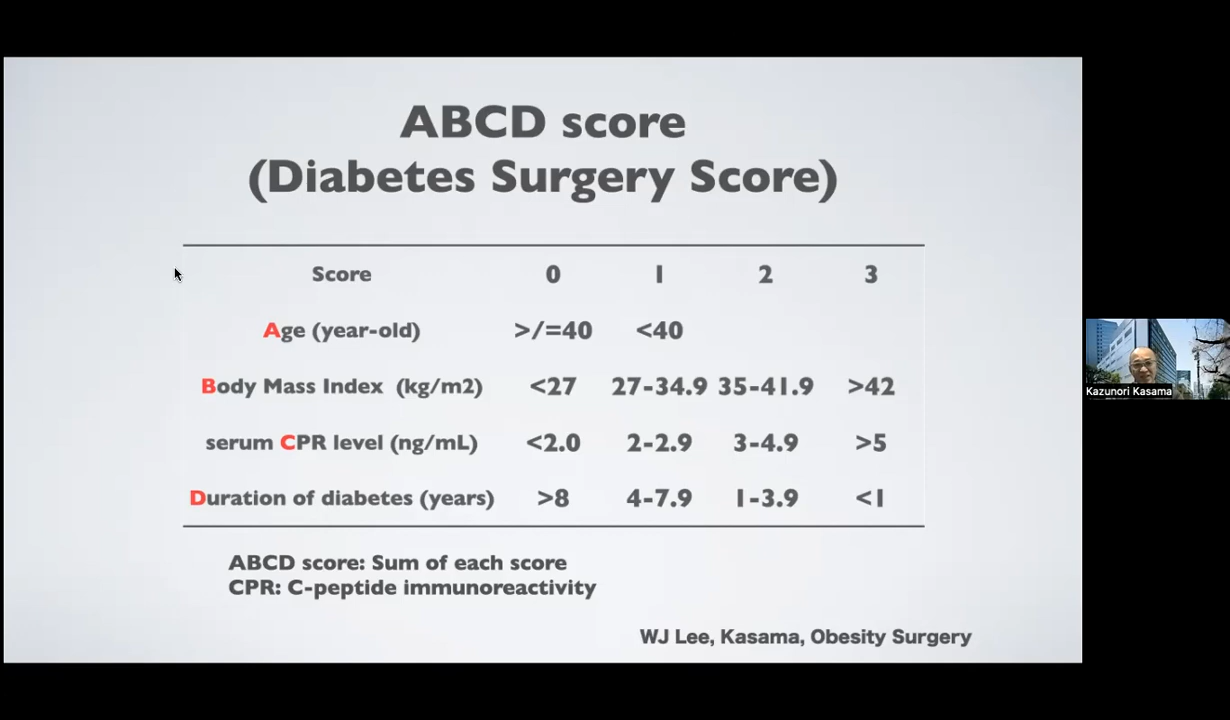 ABCD score
(Diabetes Surgery Score)
Score 0 1 2 3
Age (year-old) >/=40 <40
Body Mass Index (kg/m2) <27 27-34.9 35-41.9 >42
serum CPR level (ng/mL) <2.0 2-2.9 3-4.9 >5
Duration of diabetes (years) >8 4-7.9 1-3.9 <1
ABCD score: Sum of each score
CPR: C-peptide immunoreactivity
WJ Lee, Kasama, Obesity Surgery
Kazunori Kasama